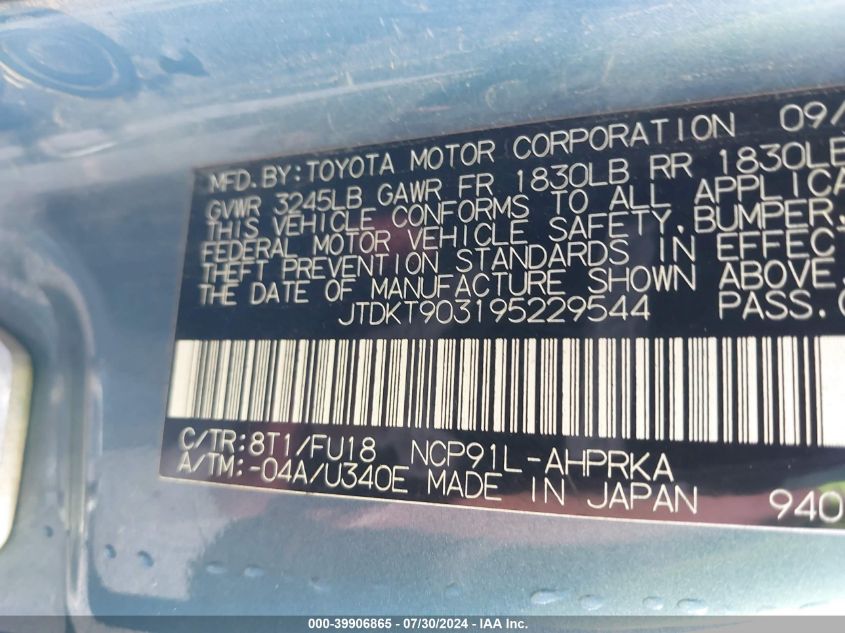 MFD. BY: TOYOTA MOTOR CORPORATION 09/
GVWR 3245LB GAWR FR 1830LB RR 1830LB
THIS VEHICLE CONFORMS TO ALL APPLICA
FEDERAL MOTOR VEHICLE SAFETY, BUMPER,
THEFT PREVENTION STANDARDS IN EFFEC
THE DATE OF MANUFACTURE SHOWN ABOVE.
JTDKT903195229544 PASS.
C/TR: 8T1/FU18 NCP91L-AHPRKA
A/TM: -04A/U340E MADE IN JAPAN 940
000-39906865 / 07/30/2024 - IAA Inc.